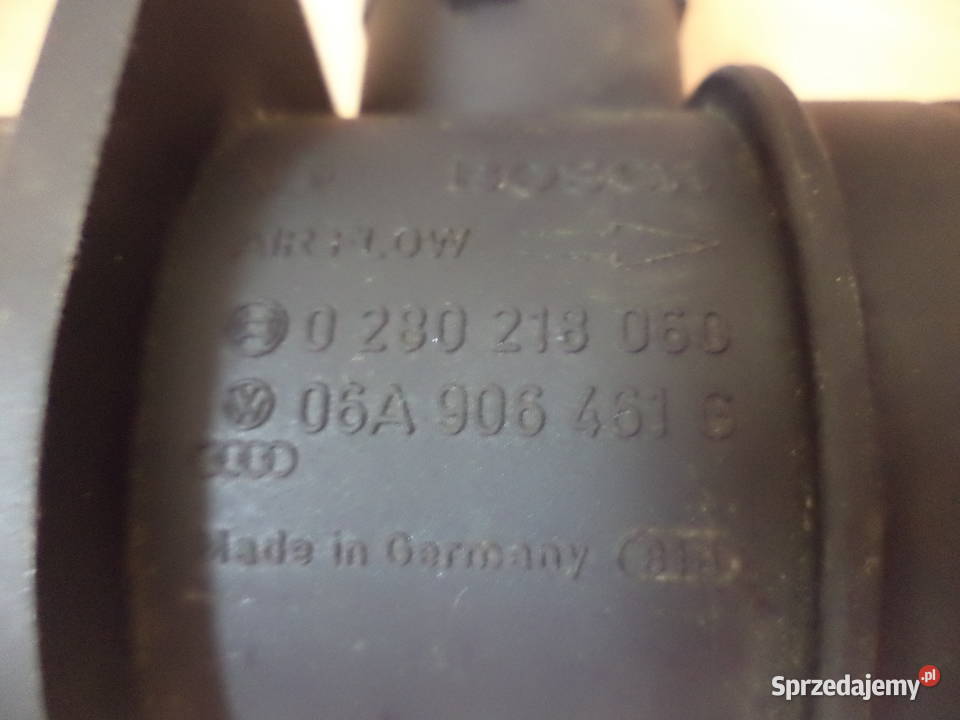 BOSCH
AIR FLOW
0 280 218 060
06A 906 461 G
Made in Germany
Sprzedajemy.pl